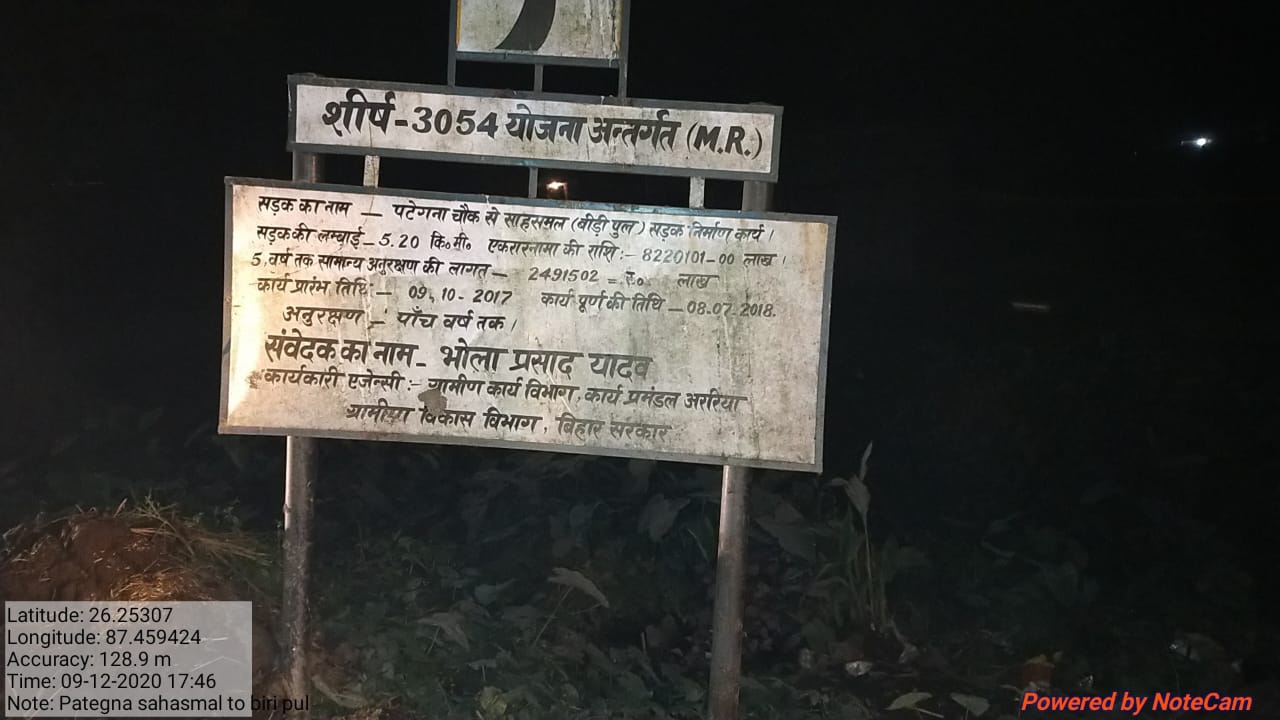 शीर्ष-3054 योजना अन्तर्गत (M.R.)
सड़क का नाम — पटेगना चौक से साहसमल (बीड़ी पुल) सड़क निर्माण कार्य।
सड़क की लम्बाई - 5.20 कि०मी० एकरारनामा की राशि :- 8220101-00 लाख।
5, वर्ष तक सामान्य अनुरक्षण की लागत — 2491502 = रु० लाख
कार्य प्रारंभ तिथि :- 09.10-2017 कार्य पूर्ण की तिथि — 08.07.2018.
अनुरक्षण :- पाँच वर्ष तक।
संवेदक का नाम - भोला प्रसाद यादव
कार्यकारी एजेन्सी :- ग्रामीण कार्य विभाग, कार्य प्रमंडल अररिया
ग्रामीण विकास विभाग, बिहार सरकार
Latitude: 26.25307
Longitude: 87.459424
Accuracy: 128.9 m
Time: 09-12-2020 17:46
Note: Pategna sahasmal to biri pul
Powered by NoteCam